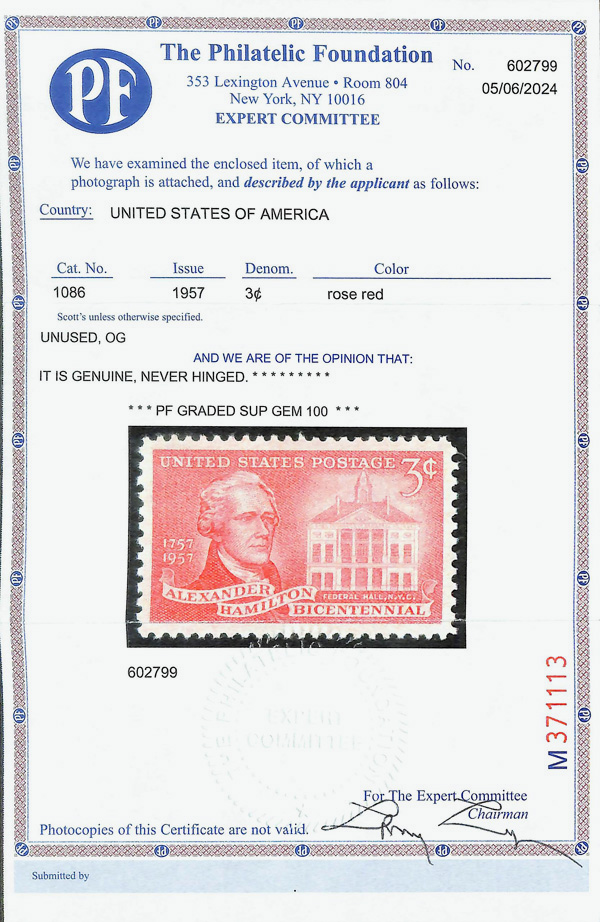 PF
The Philatelic Foundation
353 Lexington Avenue • Room 804
New York, NY 10016
EXPERT COMMITTEE
No. 602799
05/06/2024
We have examined the enclosed item, of which a
photograph is attached, and described by the applicant as follows:
Country: UNITED STATES OF AMERICA
Cat. No. Issue Denom. Color
1086 1957 3¢ rose red
Scott's unless otherwise specified.
UNUSED, OG
AND WE ARE OF THE OPINION THAT:
IT IS GENUINE, NEVER HINGED. * * * * * * * * *
* * * PF GRADED SUP GEM 100 * * *
UNITED STATES POSTAGE 3¢
1757
1957
ALEXANDER
HAMILTON
BICENTENNIAL
FEDERAL HALL, N.Y.C.
602799
EXPERT
COMMITTEE
M 371113
For The Expert Committee
Chairman
Photocopies of this Certificate are not valid.
Submitted by